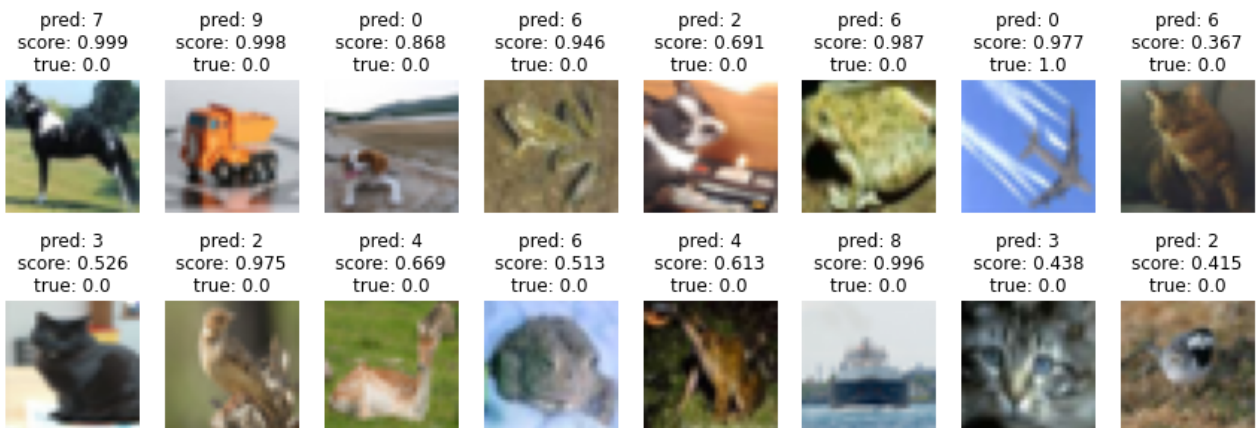 pred: 7
score: 0.999
true: 0.0
pred: 9
score: 0.998
true: 0.0
pred: 0
score: 0.868
true: 0.0
pred: 6
score: 0.946
true: 0.0
pred: 2
score: 0.691
true: 0.0
pred: 6
score: 0.987
true: 0.0
pred: 0
score: 0.977
true: 1.0
pred: 6
score: 0.367
true: 0.0
pred: 3
score: 0.526
true: 0.0
pred: 2
score: 0.975
true: 0.0
pred: 4
score: 0.669
true: 0.0
pred: 6
score: 0.513
true: 0.0
pred: 4
score: 0.613
true: 0.0
pred: 8
score: 0.996
true: 0.0
pred: 3
score: 0.438
true: 0.0
pred: 2
score: 0.415
true: 0.0